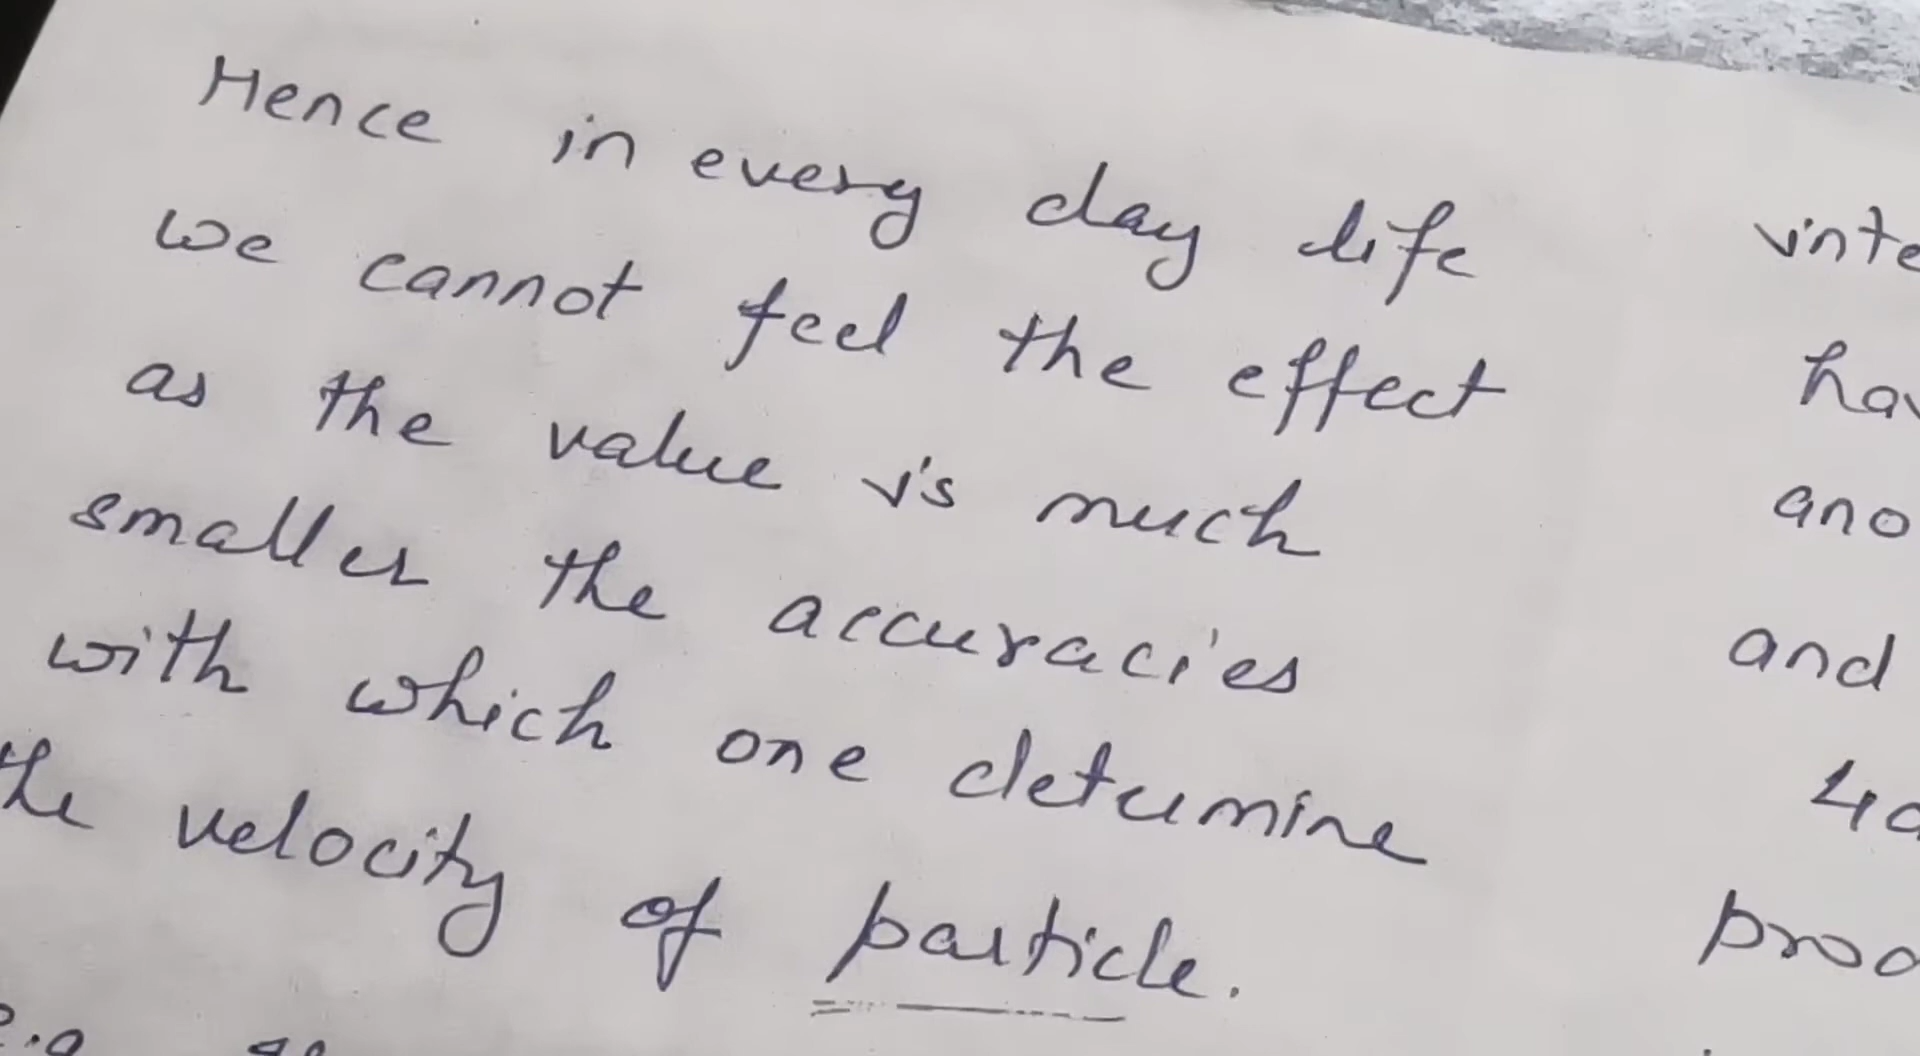 Hence in every day life
we cannot feel the effect
as the value is much
smaller the accuracies
with which one determine
the velocity of particle.
and